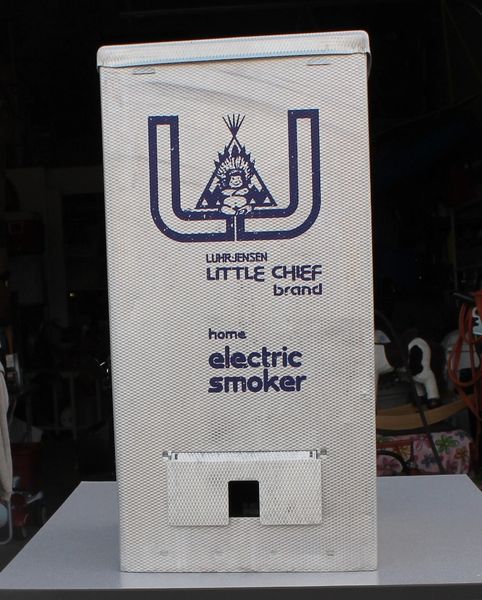 LUHR-JENSEN
LITTLE CHIEF
brand
home
electric
smoker